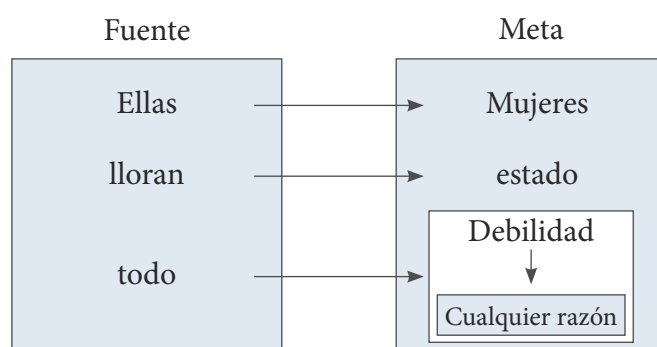 Fuente Meta
Ellas Mujeres
lloran estado
Debilidad
todo
Cualquier razón